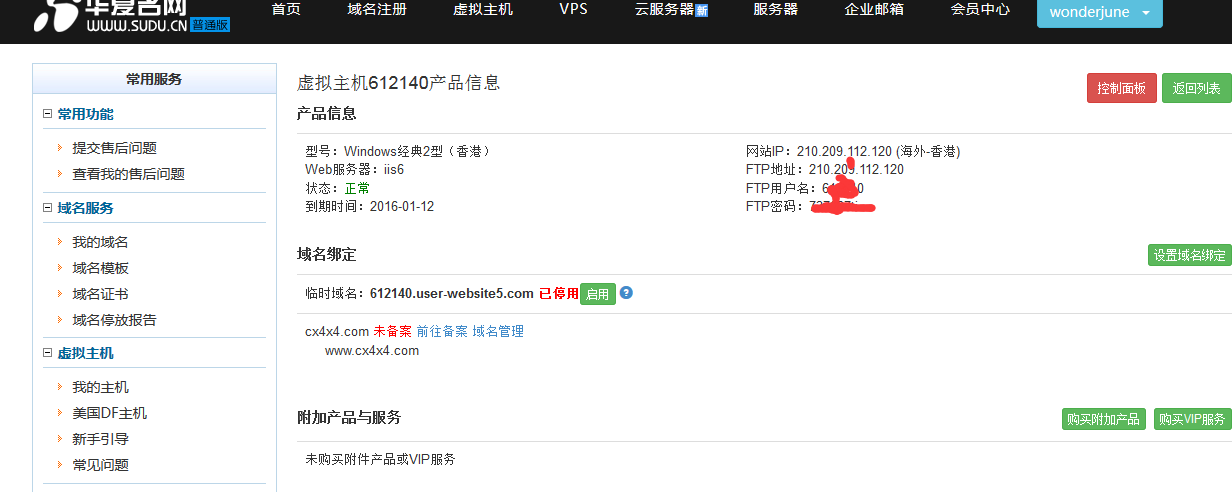 华夏名网
WWW.SUDU.CN 普通版
首页 域名注册 虚拟主机 VPS 云服务器 新 服务器 企业邮箱 会员中心 wonderjune
常用服务
常用功能
提交售后问题
查看我的售后问题
域名服务
我的域名
域名模板
域名证书
域名停放报告
虚拟主机
我的主机
美国DF主机
新手引导
常见问题
虚拟主机612140产品信息
控制面板 返回列表
产品信息
型号：Windows经典2型（香港）
Web服务器：iis6
状态：正常
到期时间：2016-01-12
网站IP：210.209.112.120 (海外-香港)
FTP地址：210.209.112.120
FTP用户名：
FTP密码：
域名绑定
设置域名绑定
临时域名：612140.user-website5.com 已停用 启用
cx4x4.com 未备案 前往备案 域名管理
www.cx4x4.com
附加产品与服务
购买附加产品 购买VIP服务
未购买附件产品或VIP服务